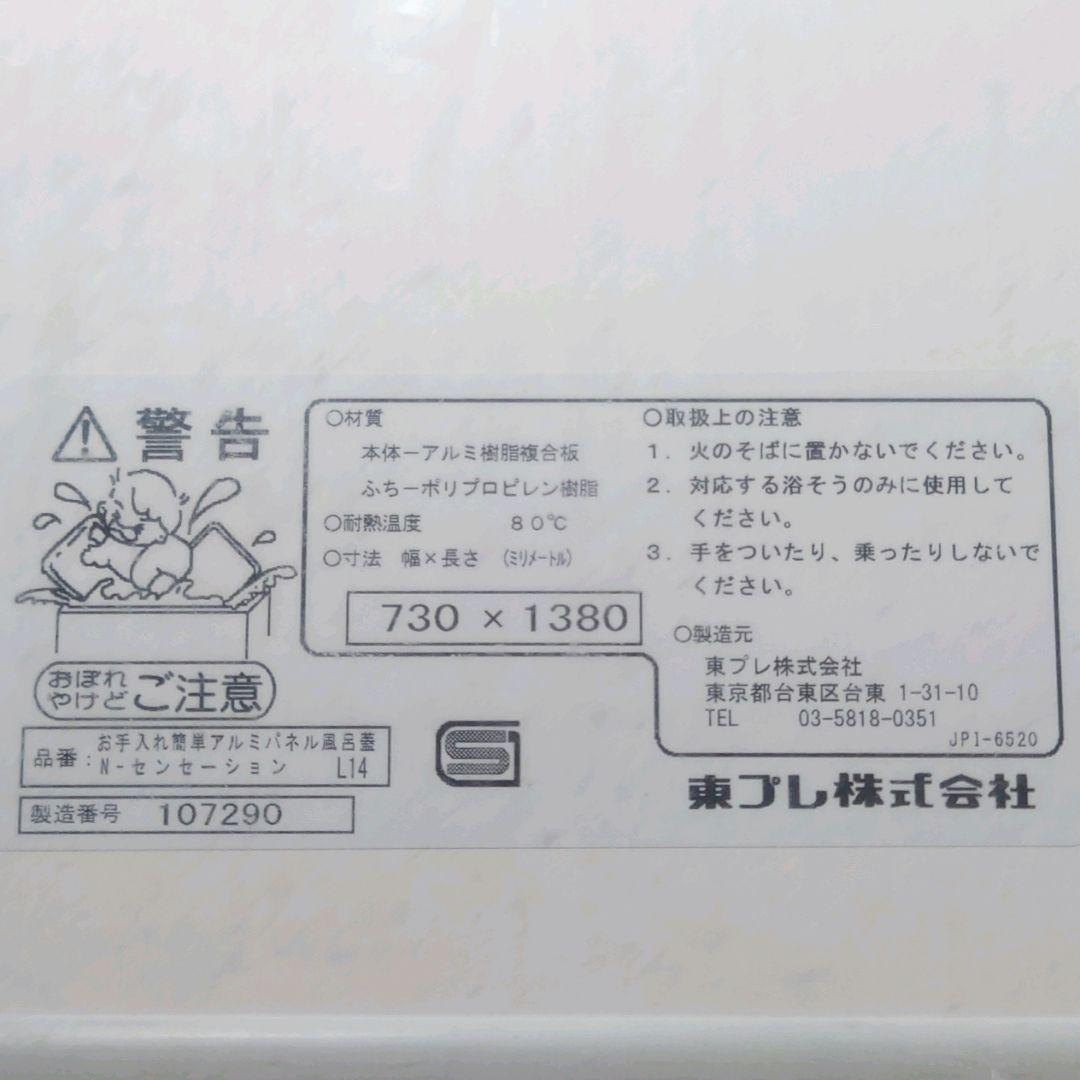 警告
おぼれ
やけど
ご注意
品番：お手入れ簡単アルミパネル風呂蓋
N-センセーション L14
製造番号 107290
○材質
本体－アルミ樹脂複合板
ふち－ポリプロピレン樹脂
○耐熱温度 80℃
○寸法 幅×長さ (ミリメートル)
730 × 1380
○取扱上の注意
1．火のそばに置かないでください。
2．対応する浴そうのみに使用して
ください。
3．手をついたり、乗ったりしないで
ください。
○製造元
東プレ株式会社
東京都台東区台東 1-31-10
TEL 03-5818-0351
JPI-6520
東プレ株式会社